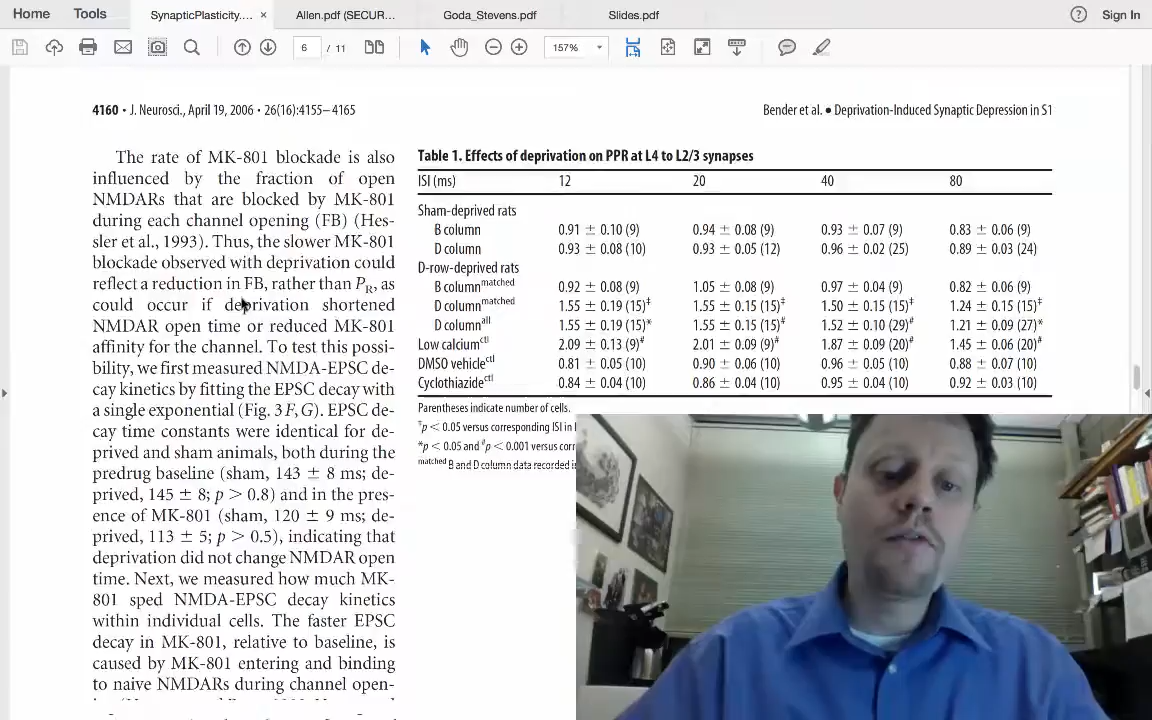 Home Tools SynapticPlasticity.... × Allen.pdf (SECUR... Goda_Stevens.pdf Slides.pdf ? Sign In
6 / 11 157%
4160 • J. Neurosci., April 19, 2006 • 26(16):4155–4165 Bender et al. • Deprivation-Induced Synaptic Depression in S1
The rate of MK-801 blockade is also
influenced by the fraction of open
NMDARs that are blocked by MK-801
during each channel opening (FB) (Hes-
sler et al., 1993). Thus, the slower MK-801
blockade observed with deprivation could
reflect a reduction in FB, rather than PR, as
could occur if deprivation shortened
NMDAR open time or reduced MK-801
affinity for the channel. To test this possi-
bility, we first measured NMDA-EPSC de-
cay kinetics by fitting the EPSC decay with
a single exponential (Fig. 3 F, G). EPSC de-
cay time constants were identical for de-
prived and sham animals, both during the
predrug baseline (sham, 143 ± 8 ms; de-
prived, 145 ± 8; p > 0.8) and in the pres-
ence of MK-801 (sham, 120 ± 9 ms; de-
prived, 113 ± 5; p > 0.5), indicating that
deprivation did not change NMDAR open
time. Next, we measured how much MK-
801 sped NMDA-EPSC decay kinetics
within individual cells. The faster EPSC
decay in MK-801, relative to baseline, is
caused by MK-801 entering and binding
to naive NMDARs during channel open-
Table 1. Effects of deprivation on PPR at L4 to L2/3 synapses
ISI (ms) 12 20 40 80
Sham-deprived rats
B column 0.91 ± 0.10 (9) 0.94 ± 0.08 (9) 0.93 ± 0.07 (9) 0.83 ± 0.06 (9)
D column 0.93 ± 0.08 (10) 0.93 ± 0.05 (12) 0.96 ± 0.02 (25) 0.89 ± 0.03 (24)
D-row-deprived rats
B column matched 0.92 ± 0.08 (9) 1.05 ± 0.08 (9) 0.97 ± 0.04 (9) 0.82 ± 0.06 (9)
D column matched 1.55 ± 0.19 (15)‡ 1.55 ± 0.15 (15)‡ 1.50 ± 0.15 (15)‡ 1.24 ± 0.15 (15)‡
D column all 1.55 ± 0.19 (15)* 1.55 ± 0.15 (15)# 1.52 ± 0.10 (29)# 1.21 ± 0.09 (27)*
Low calcium ctl 2.09 ± 0.13 (9)# 2.01 ± 0.09 (9)# 1.87 ± 0.09 (20)# 1.45 ± 0.06 (20)#
DMSO vehicle ctl 0.81 ± 0.05 (10) 0.90 ± 0.06 (10) 0.96 ± 0.05 (10) 0.88 ± 0.07 (10)
Cyclothiazide ctl 0.84 ± 0.04 (10) 0.86 ± 0.04 (10) 0.95 ± 0.04 (10) 0.92 ± 0.03 (10)
Parentheses indicate number of cells.
‡p < 0.05 versus corresponding ISI in
*p < 0.05 and #p < 0.001 versus
matched B and D column data recorded